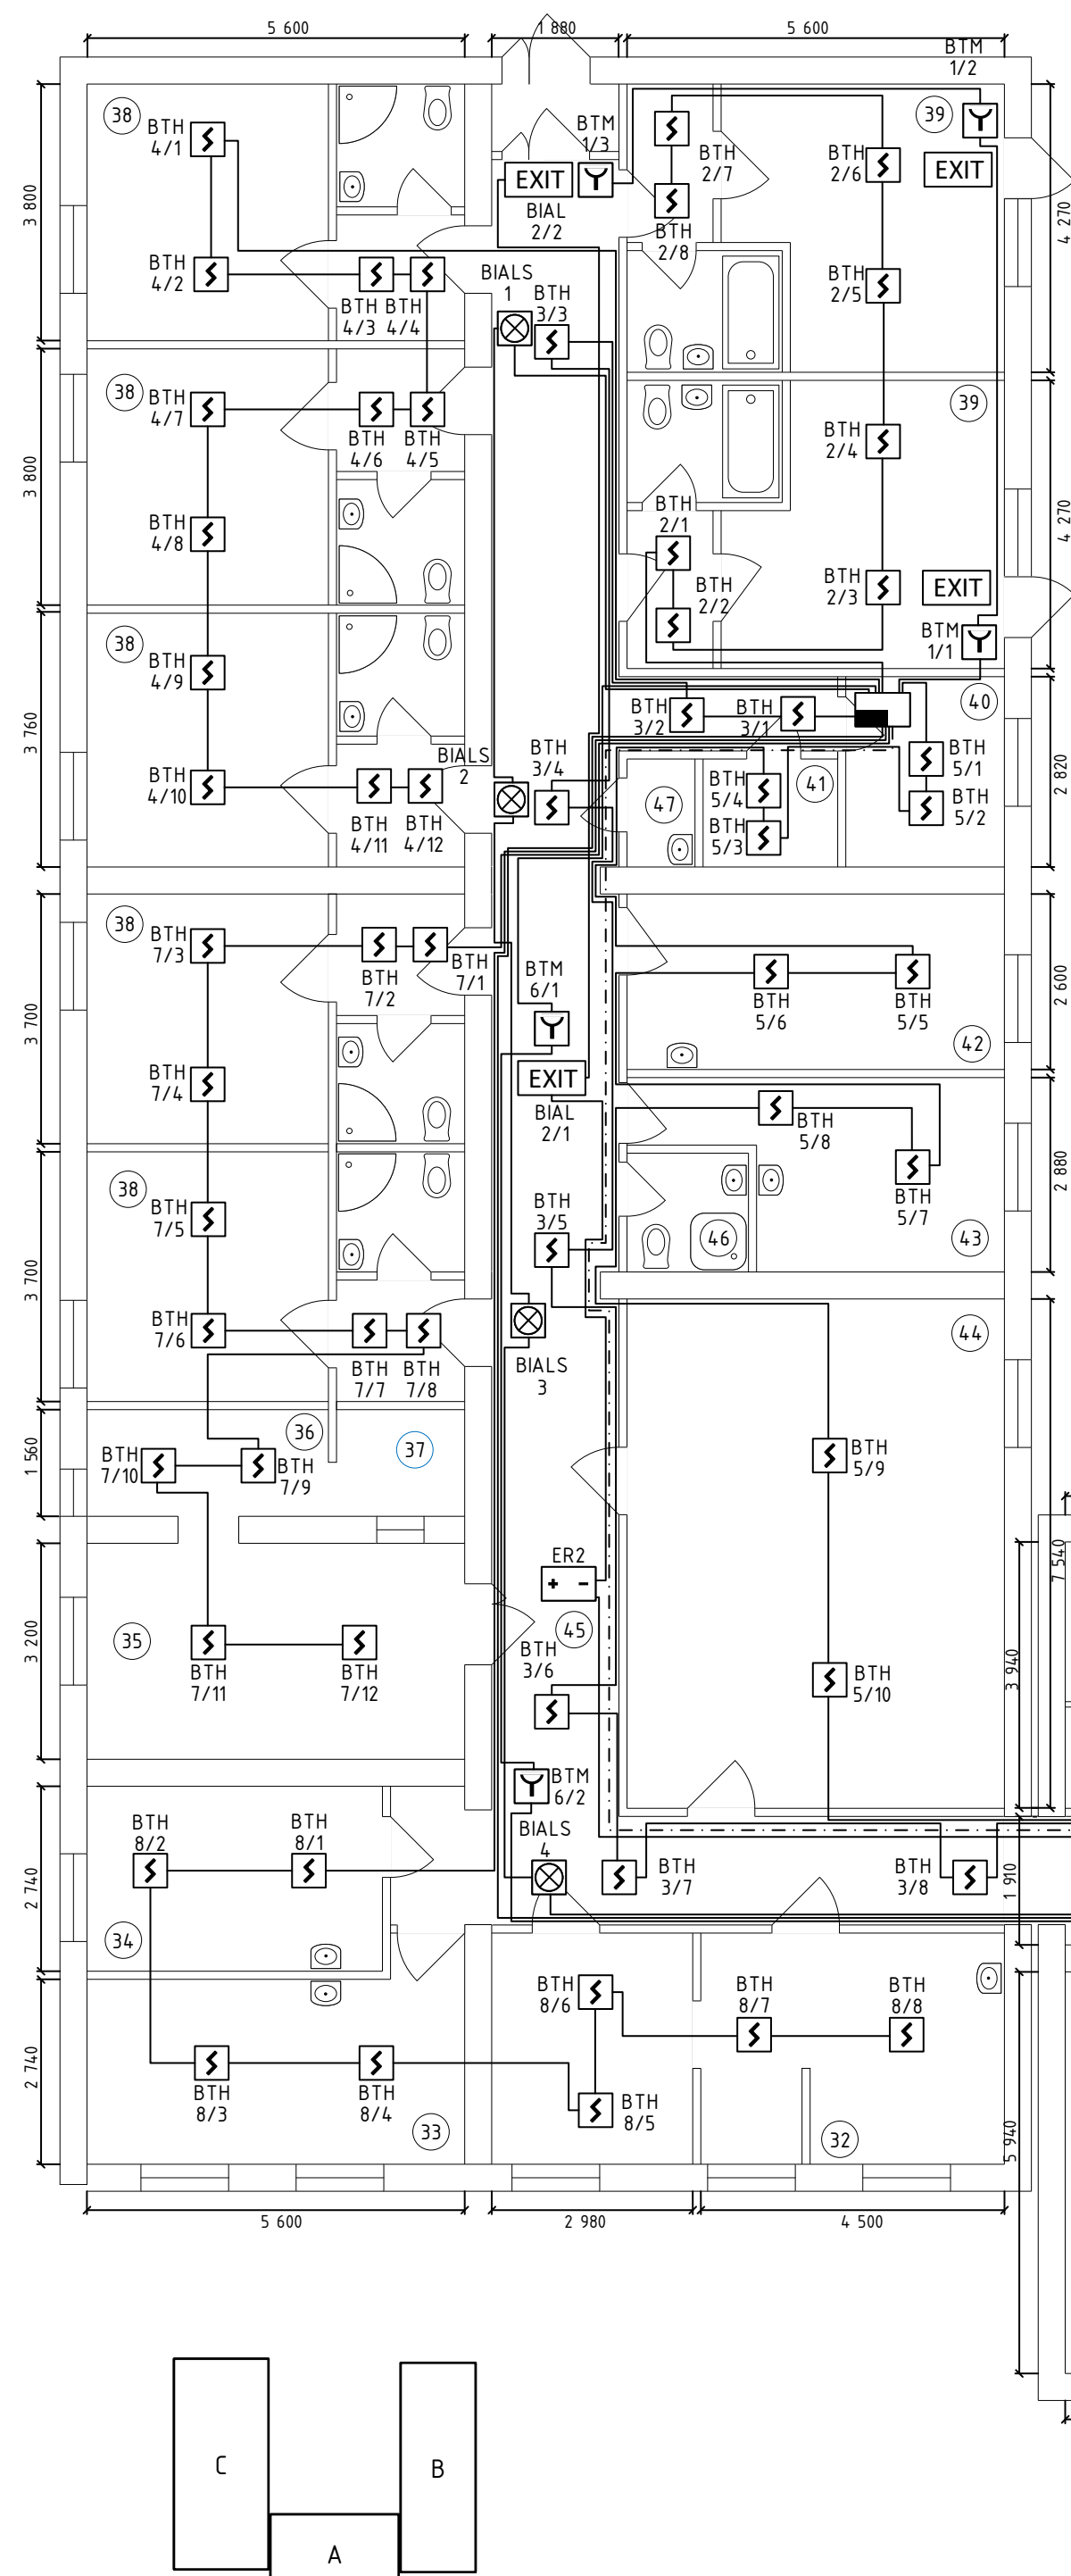 5 600
1 880
5 600
BTM
1/2
38
BTH
4/1
BTM
1/3
39
EXIT
BTH
2/7
BTH
2/6
EXIT
BIAL
2/2
BTH
2/8
3 800
4 270
BTH
4/2
BTH
4/3
BTH
4/4
BIALS
1
BTH
3/3
BTH
2/5
38
BTH
4/7
BTH
4/6
BTH
4/5
39
BTH
2/4
3 800
4 270
BTH
4/8
BTH
2/1
BTH
2/2
BTH
2/3
EXIT
BTM
1/1
38
BTH
4/9
3 760
BTH
3/2
BTH
3/1
40
BTH
4/10
BTH
4/11
BTH
4/12
BIALS
2
BTH
3/4
47
BTH
5/4
BTH
5/3
41
BTH
5/1
BTH
5/2
2 820
38
BTH
7/3
BTH
7/2
BTH
7/1
BTM
6/1
BTH
5/6
BTH
5/5
2 600
42
3 700
BTH
7/4
EXIT
BIAL
2/1
BTH
5/8
BTH
5/7
2 880
38
BTH
7/5
BTH
3/5
46
43
3 700
BTH
7/6
BTH
7/7
BTH
7/8
BIALS
3
44
36
37
1 560
BTH
7/10
BTH
7/9
BTH
5/9
7 540
ER2
+ -
45
3 200
35
BTH
7/11
BTH
7/12
BTH
3/6
BTH
5/10
3 940
BTM
6/2
BTH
8/2
BTH
8/1
BIALS
4
BTH
3/7
BTH
3/8
1 910
2 740
34
BTH
8/6
BTH
8/7
BTH
8/8
2 740
BTH
8/3
BTH
8/4
BTH
8/5
33
32
5 940
5 600
2 980
4 500
C
B
A